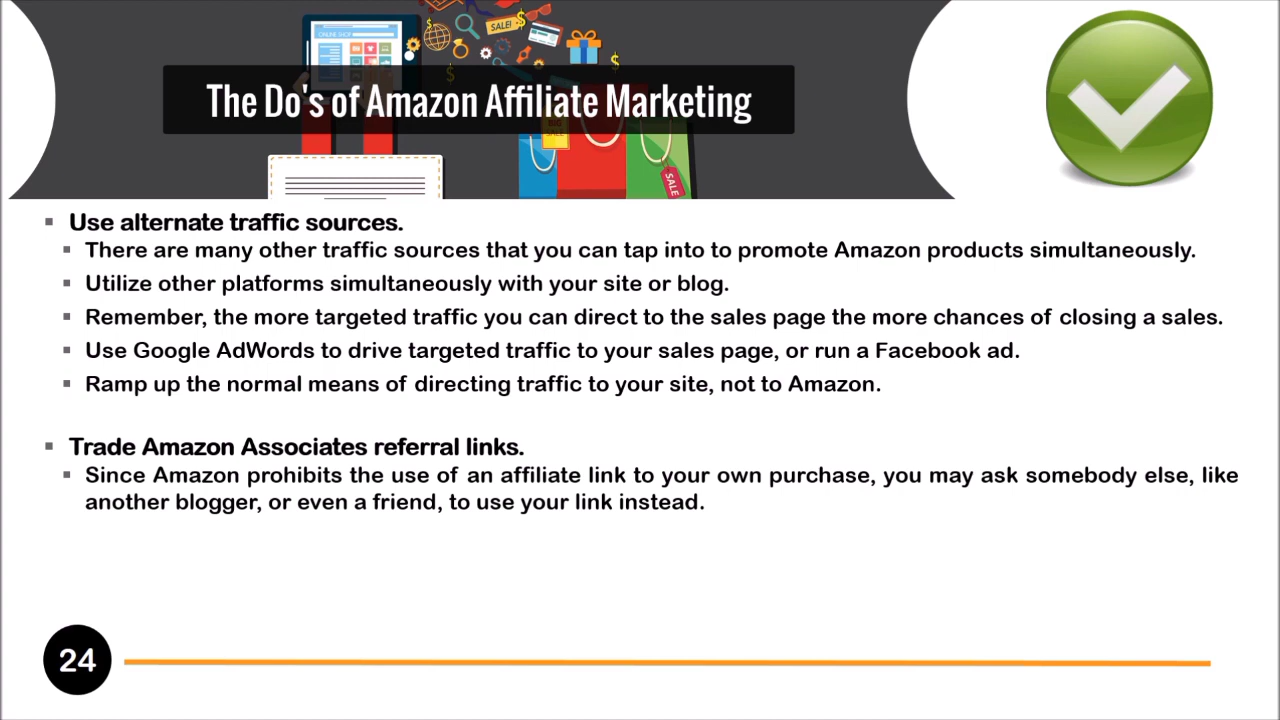 ONLINE SHOP
SALE!
The Do's of Amazon Affiliate Marketing
BIG
SALE
SALE
▪ Use alternate traffic sources.
▪ There are many other traffic sources that you can tap into to promote Amazon products simultaneously.
▪ Utilize other platforms simultaneously with your site or blog.
▪ Remember, the more targeted traffic you can direct to the sales page the more chances of closing a sales.
▪ Use Google AdWords to drive targeted traffic to your sales page, or run a Facebook ad.
▪ Ramp up the normal means of directing traffic to your site, not to Amazon.
▪ Trade Amazon Associates referral links.
▪ Since Amazon prohibits the use of an affiliate link to your own purchase, you may ask somebody else, like
another blogger, or even a friend, to use your link instead.
24